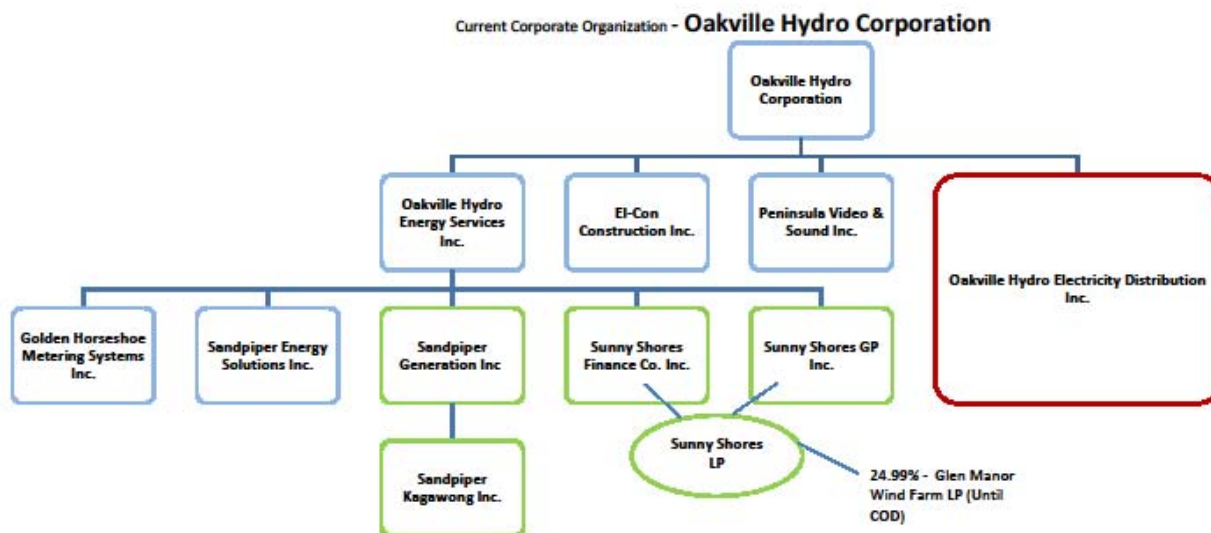 Current Corporate Organization - Oakville Hydro Corporation
Oakville Hydro
Corporation
Oakville Hydro
Energy Services
Inc.
El-Con
Construction Inc.
Peninsula Video &
Sound Inc.
Oakville Hydro Electricity Distribution
Inc.
Golden Horseshoe
Metering Systems
Inc.
Sandpiper Energy
Solutions Inc.
Sandpiper
Generation Inc
Sunny Shores
Finance Co. Inc.
Sunny Shores GP
Inc.
Sandpiper
Kagawong Inc.
Sunny Shores
LP
24.99% - Glen Manor
Wind Farm LP (Until
COD)